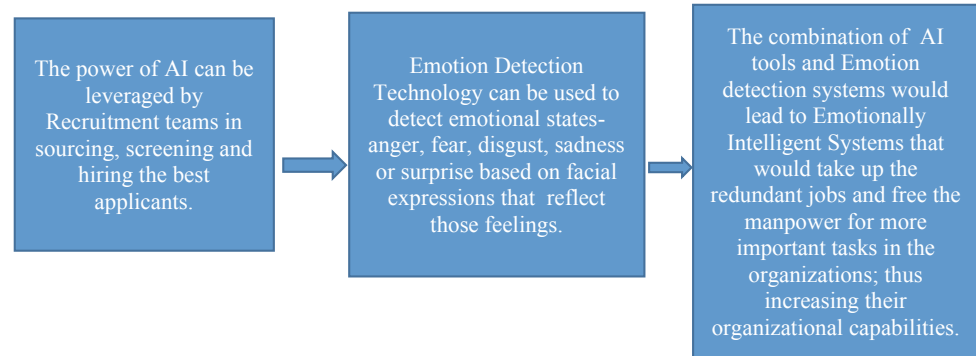 The power of AI can be
leveraged by
Recruitment teams in
sourcing, screening and
hiring the best
applicants.
Emotion Detection
Technology can be used to
detect emotional states-
anger, fear, disgust, sadness
or surprise based on facial
expressions that reflect
those feelings.
The combination of AI
tools and Emotion
detection systems would
lead to Emotionally
Intelligent Systems that
would take up the
redundant jobs and free the
manpower for more
important tasks in the
organizations; thus
increasing their
organizational capabilities.